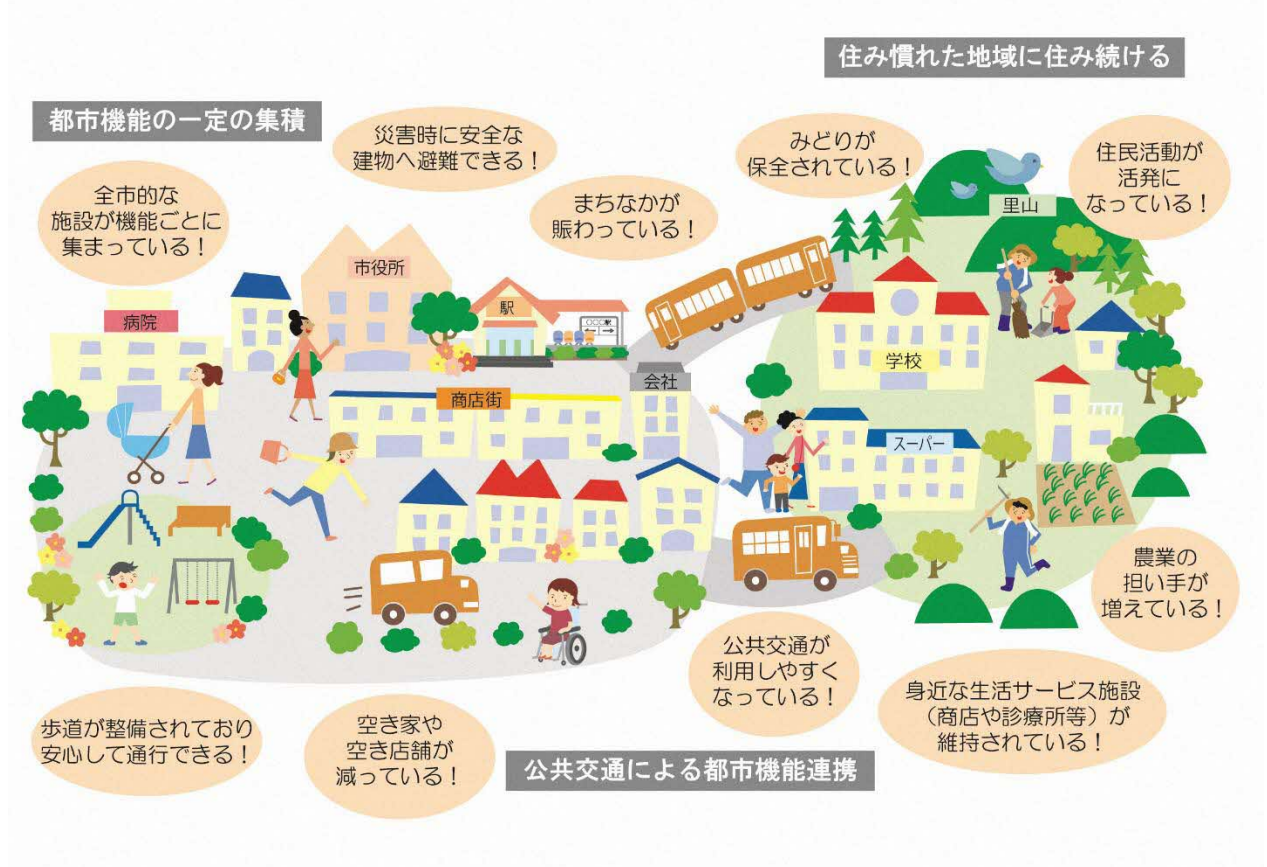 住み慣れた地域に住み続ける
都市機能の一定の集積
災害時に安全な
建物へ避難できる！
みどりが
保全されている！
住民活動が
活発に
なっている！
全市的な
施設が機能ごとに
集まっている！
まちなかが
賑わっている！
里山
市役所
駅
○○○駅
病院
学校
会社
商店街
スーパー
農業の
担い手が
増えている！
公共交通が
利用しやすく
なっている！
身近な生活サービス施設
（商店や診療所等）が
維持されている！
歩道が整備されており
安心して通行できる！
空き家や
空き店舗が
減っている！
公共交通による都市機能連携